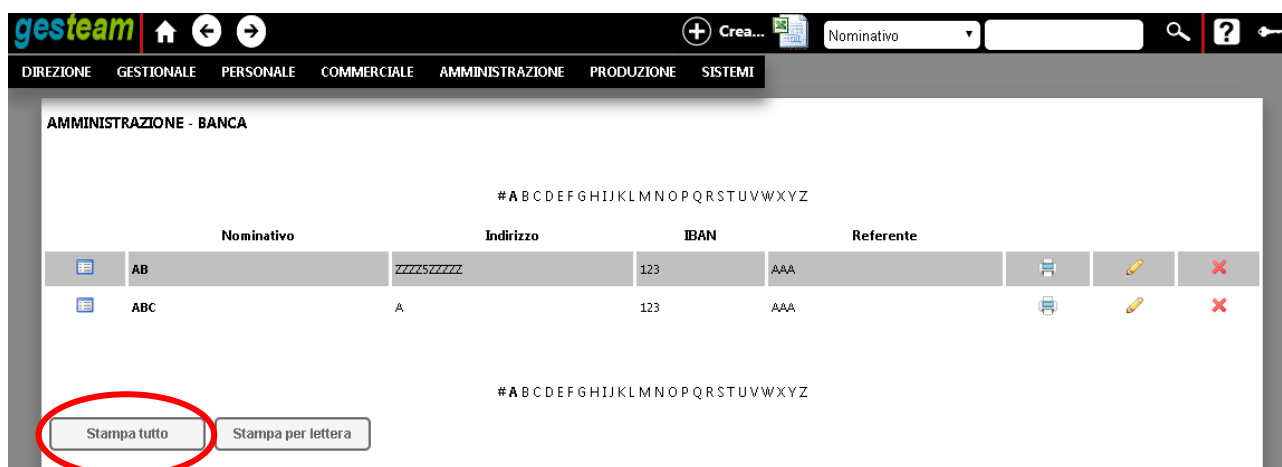 gesteam Crea... Nominativo ?
DIREZIONE GESTIONALE PERSONALE COMMERCIALE AMMINISTRAZIONE PRODUZIONE SISTEMI
AMMINISTRAZIONE - BANCA
# A B C D E F G H I J K L M N O P Q R S T U V W X Y Z
Nominativo Indirizzo IBAN Referente
AB ZZZZ5ZZZZZ 123 AAA
ABC A 123 AAA
# A B C D E F G H I J K L M N O P Q R S T U V W X Y Z
Stampa tutto Stampa per lettera